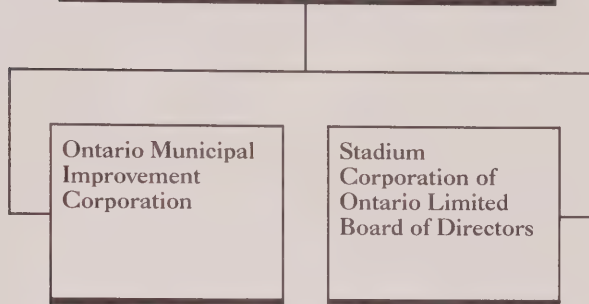 Ontario Municipal
Improvement
Corporation
Stadium
Corporation of
Ontario Limited
Board of Directors